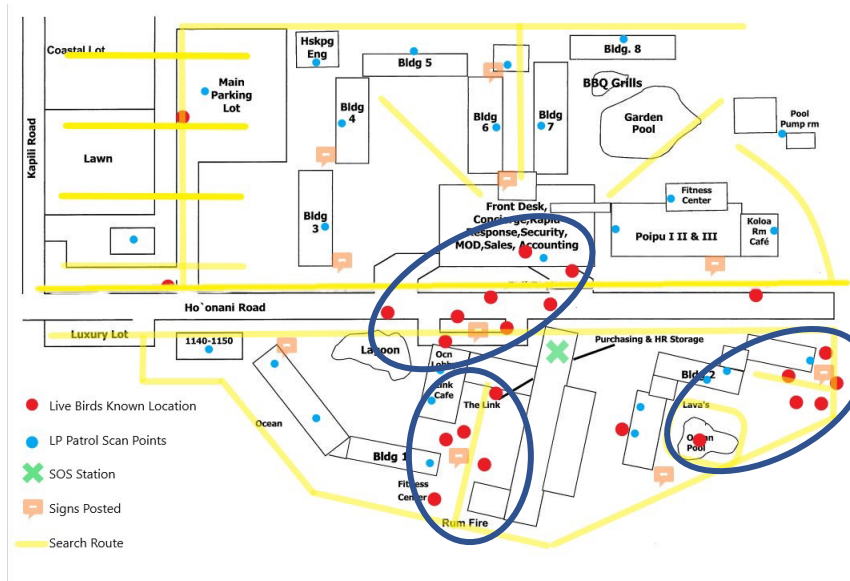 Coastal Lot
Hskpg
Eng
Bldg 5
Bldg. 8
Main
Parking
Lot
BBQ Grills
Bldg
4
Bldg
6
Bldg
7
Garden
Pool
Pool
Pump rm
Kapili Road
Lawn
Fitness
Center
Bldg
3
Front Desk,
Concierge,Rapid
Response,Security,
MOD,Sales, Accounting
Poipu I II & III
Koloa
Rm
Café
Ho`onani Road
Luxury Lot
1140-1150
Lagoon
Purchasing & HR Storage
Ocn
Lobby
Link
Cafe
The Link
Bldg 2
Lava's
Ocean
Pool
Ocean
Bldg 1
Fitness
Center
Rum Fire
Live Birds Known Location
LP Patrol Scan Points
SOS Station
Signs Posted
Search Route